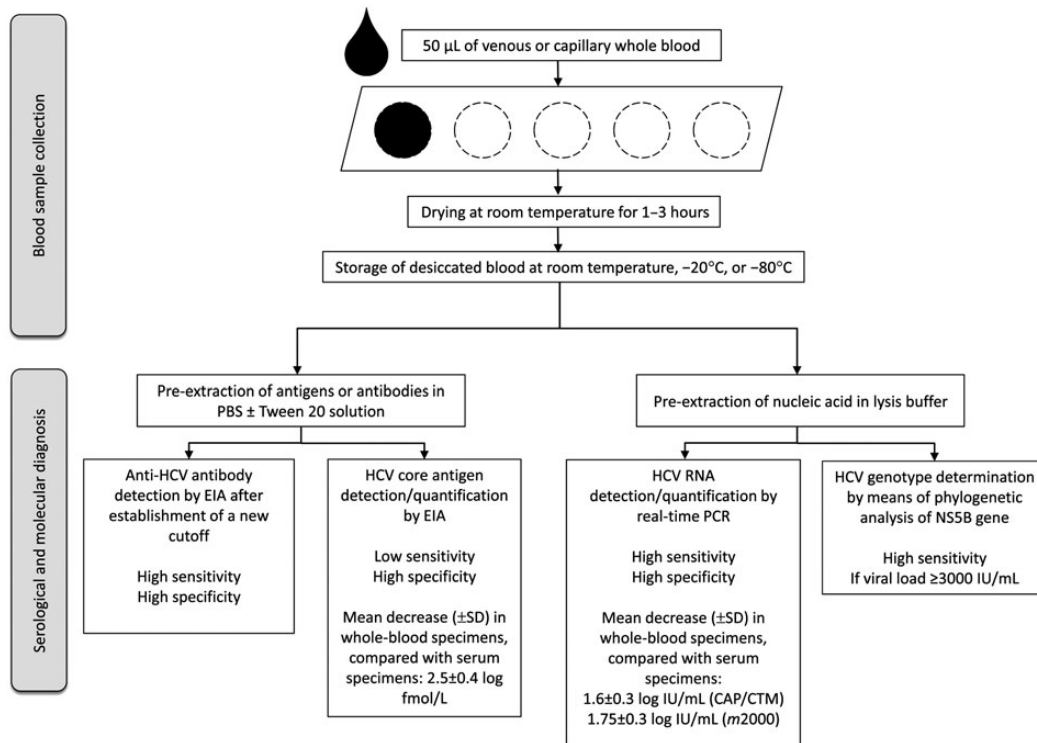 Blood sample collection
50 µL of venous or capillary whole blood
Drying at room temperature for 1–3 hours
Storage of desiccated blood at room temperature, −20°C, or −80°C
Serological and molecular diagnosis
Pre-extraction of antigens or antibodies in
PBS ± Tween 20 solution
Pre-extraction of nucleic acid in lysis buffer
Anti-HCV antibody
detection by EIA after
establishment of a new
cutoff
High sensitivity
High specificity
HCV core antigen
detection/quantification
by EIA
Low sensitivity
High specificity
Mean decrease (±SD) in
whole-blood specimens,
compared with serum
specimens: 2.5±0.4 log
fmol/L
HCV RNA
detection/quantification by
real-time PCR
High sensitivity
High specificity
Mean decrease (±SD) in
whole-blood specimens,
compared with serum
specimens:
1.6±0.3 log IU/mL (CAP/CTM)
1.75±0.3 log IU/mL (m2000)
HCV genotype determination
by means of phylogenetic
analysis of NS5B gene
High sensitivity
If viral load ≥3000 IU/mL